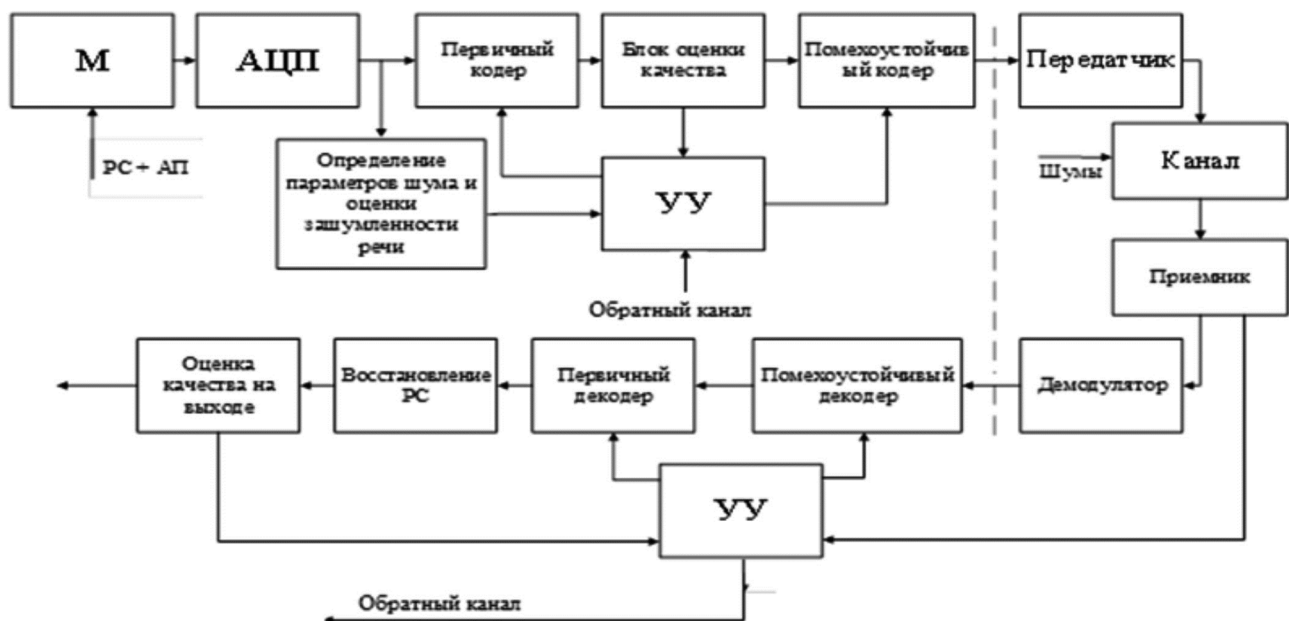 М
АЦП
Первичный
кодер
Блок оценки
качества
Помехоустойчив
ый кодер
Передатчик
РС + АП
Определение
параметров шума и
оценки
зашумленности
речи
УУ
Шумы
Канал
Обратный канал
Приемник
Оценка
качества на
выходе
Восстановление
РС
Первичный
декодер
Помехоустойчивый
декодер
Демодулятор
УУ
Обратный канал